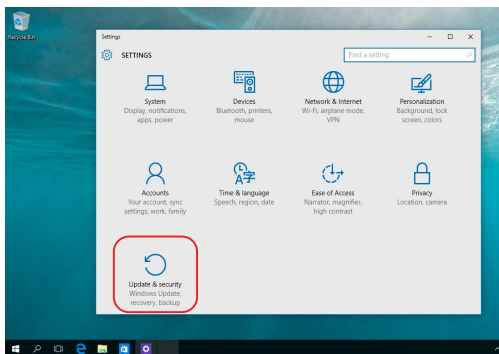 Recycle Bin
Settings
SETTINGS
Find a setting
System
Display, notifications,
apps, power
Devices
Bluetooth, printers,
mouse
Network & Internet
Wi-Fi, airplane mode,
VPN
Personalization
Background, lock
screen, colors
Accounts
Your account, sync
settings, work, family
Time & language
Speech, region, date
Ease of Access
Narrator, magnifier,
high contrast
Privacy
Location, camera
Update & security
Windows Update,
recovery, backup